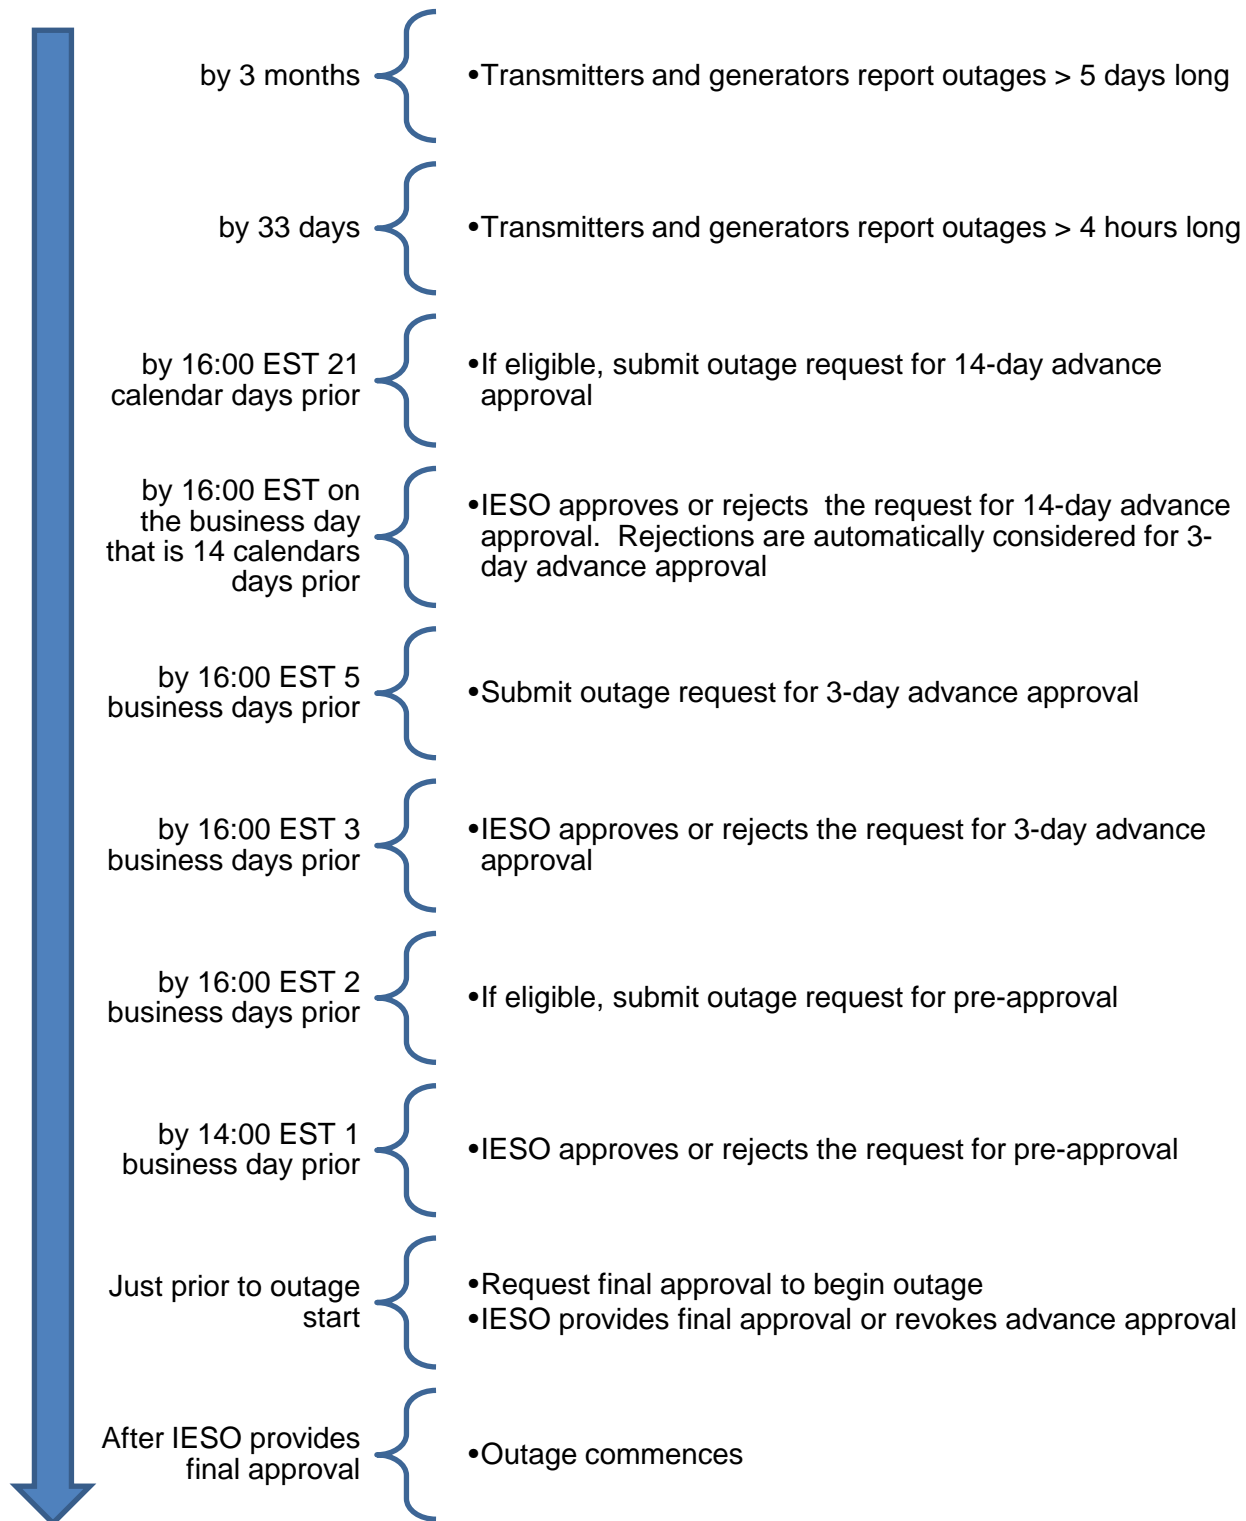 by 3 months
•Transmitters and generators report outages > 5 days long
by 33 days
•Transmitters and generators report outages > 4 hours long
by 16:00 EST 21
calendar days prior
•If eligible, submit outage request for 14-day advance
approval
by 16:00 EST on
the business day
that is 14 calendars
days prior
•IESO approves or rejects  the request for 14-day advance
approval.  Rejections are automatically considered for 3-
day advance approval
by 16:00 EST 5
business days prior
•Submit outage request for 3-day advance approval
by 16:00 EST 3
business days prior
•IESO approves or rejects the request for 3-day advance
approval
by 16:00 EST 2
business days prior
•If eligible, submit outage request for pre-approval
by 14:00 EST 1
business day prior
•IESO approves or rejects the request for pre-approval
Just prior to outage
start
•Request final approval to begin outage
•IESO provides final approval or revokes advance approval
After IESO provides
final approval
•Outage commences